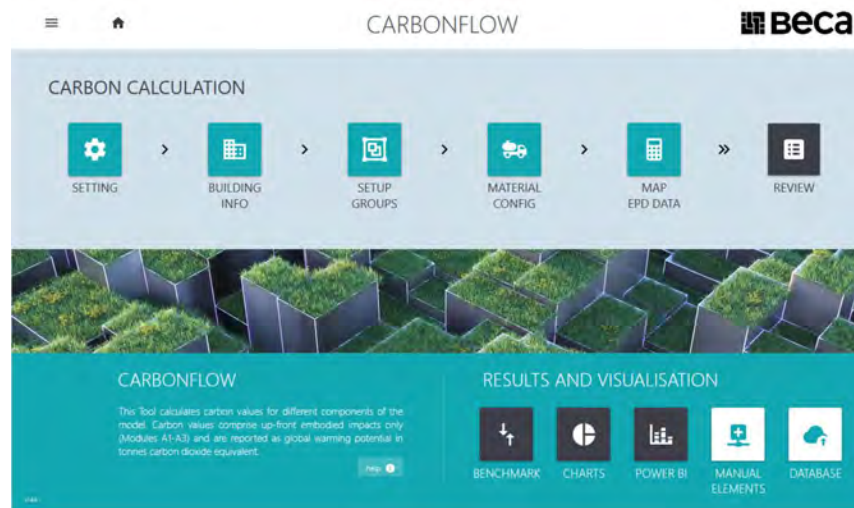 CARBONFLOW
Beca
CARBON CALCULATION
SETTING
BUILDING
INFO
SETUP
GROUPS
MATERIAL
CONFIG
MAP
EPD DATA
REVIEW
CARBONFLOW
This Tool calculates carbon values for different components of the
model. Carbon values comprise up-front embodied impacts only
(Modules A1-A3) and are reported as global warming potential in
tonnes carbon dioxide equivalent.
help
RESULTS AND VISUALISATION
BENCHMARK
CHARTS
POWER BI
MANUAL
ELEMENTS
DATABASE